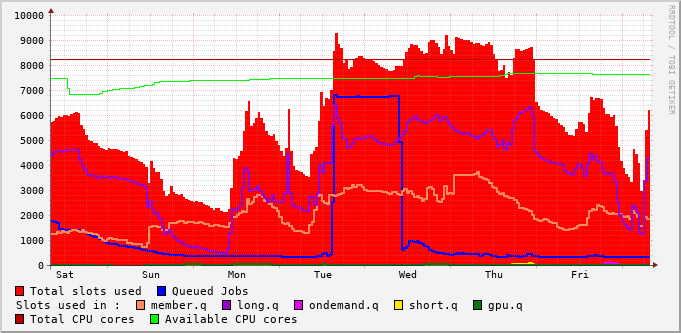 10000
9000
8000
7000
6000
5000
4000
3000
2000
1000
0
Sat Sun Mon Tue Wed Thu Fri
RRDTOOL / TOBI OETIKER
Total slots used Queued Jobs
Slots used in : member.q long.q ondemand.q short.q gpu.q
Total CPU cores Available CPU cores